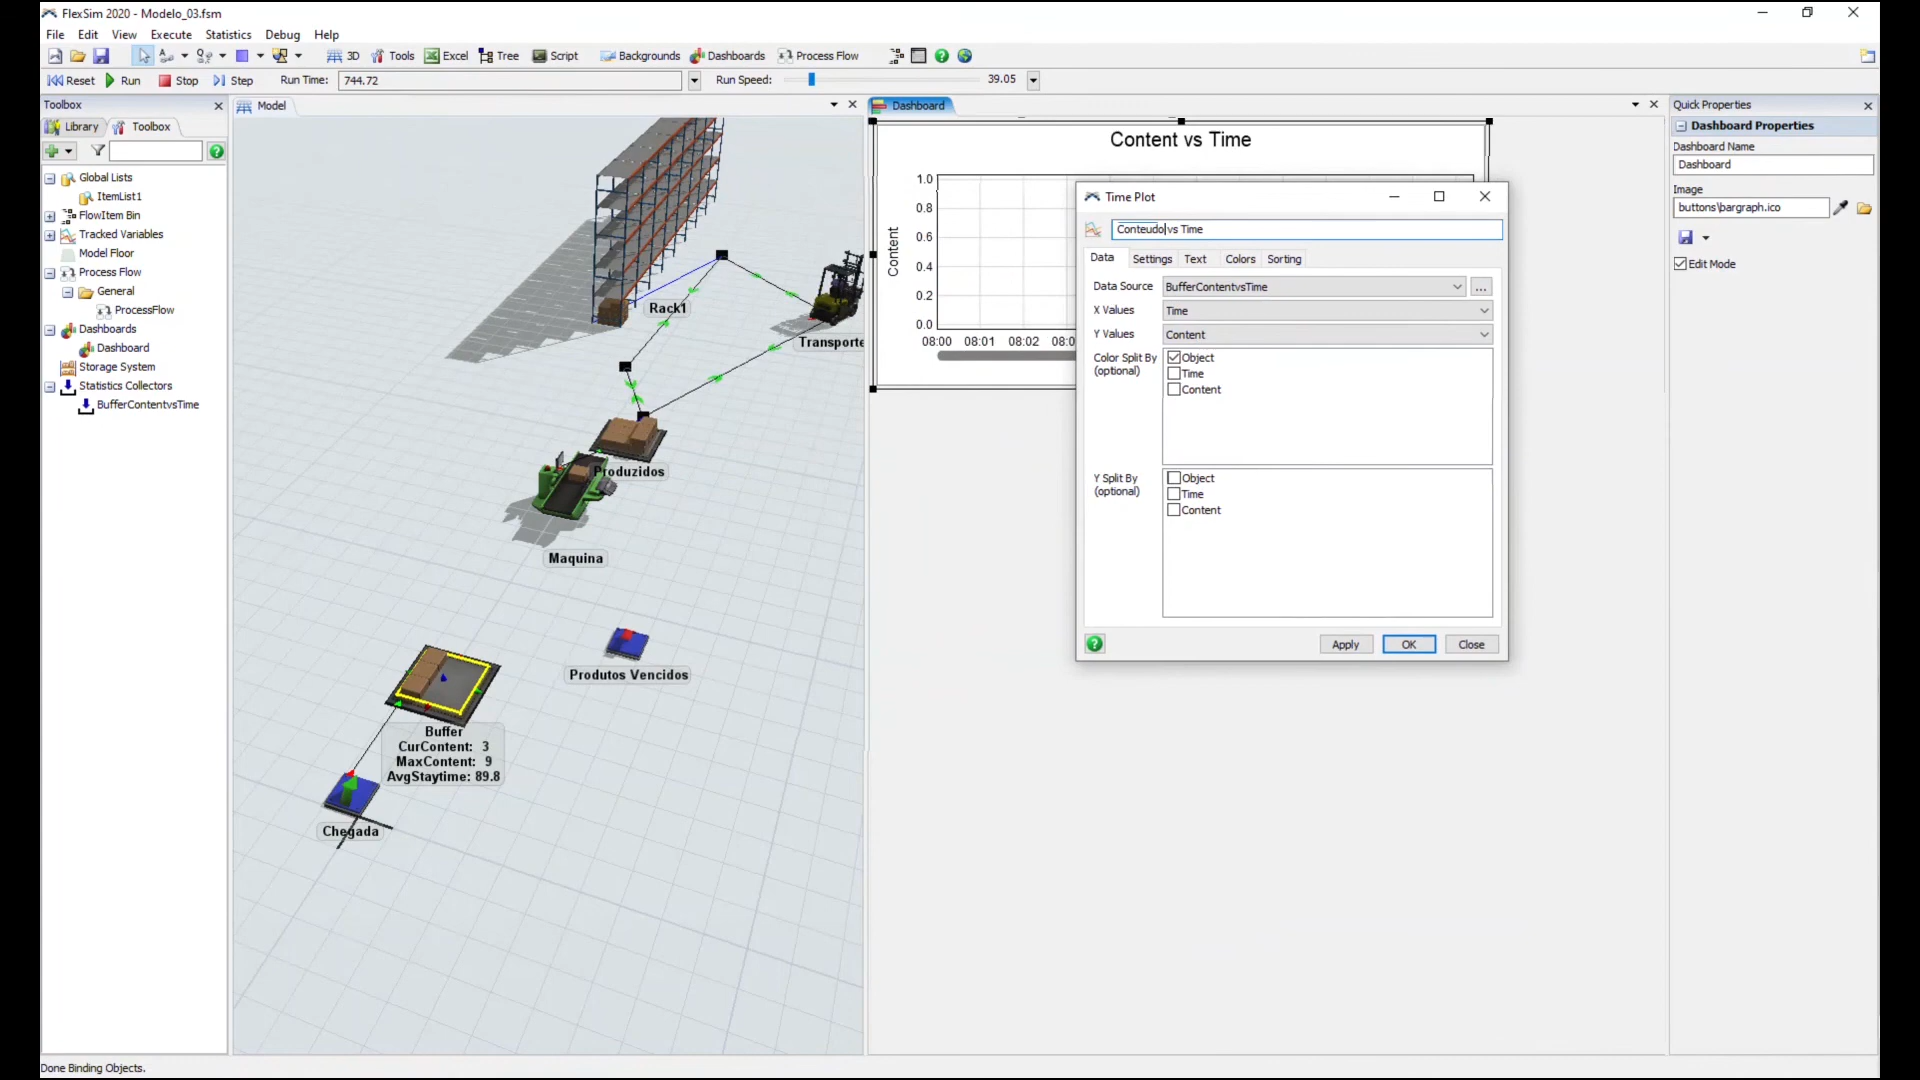 FlexSim 2020 - Modelo_03.fsm
File Edit View Execute Statistics Debug Help
3D Tools Excel Tree Script Backgrounds Dashboards Process Flow
Reset Run Stop Step Run Time: 744.72 Run Speed: 39.05
Toolbox
Library Toolbox
Global Lists
ItemList1
FlowItem Bin
Tracked Variables
Model Floor
Process Flow
General
ProcessFlow
Dashboards
Dashboard
Storage System
Statistics Collectors
BufferContentvsTime
Model
Rack1
Transporte
Produzidos
Maquina
Produtos Vencidos
Buffer
CurContent: 3
MaxContent: 9
AvgStaytime: 89.8
Chegada
Dashboard
Content vs Time
Content
1.0
0.8
0.6
0.4
0.2
0.0
08:00 08:01 08:02 08:0
Time Plot
Conteudo vs Time
Data Settings Text Colors Sorting
Data Source BufferContentvsTime ...
X Values Time
Y Values Content
Color Split By
(optional)
Object
Time
Content
Y Split By
(optional)
Object
Time
Content
Apply OK Close
Quick Properties
Dashboard Properties
Dashboard Name
Dashboard
Image
buttons\bargraph.ico
Edit Mode
Done Binding Objects.